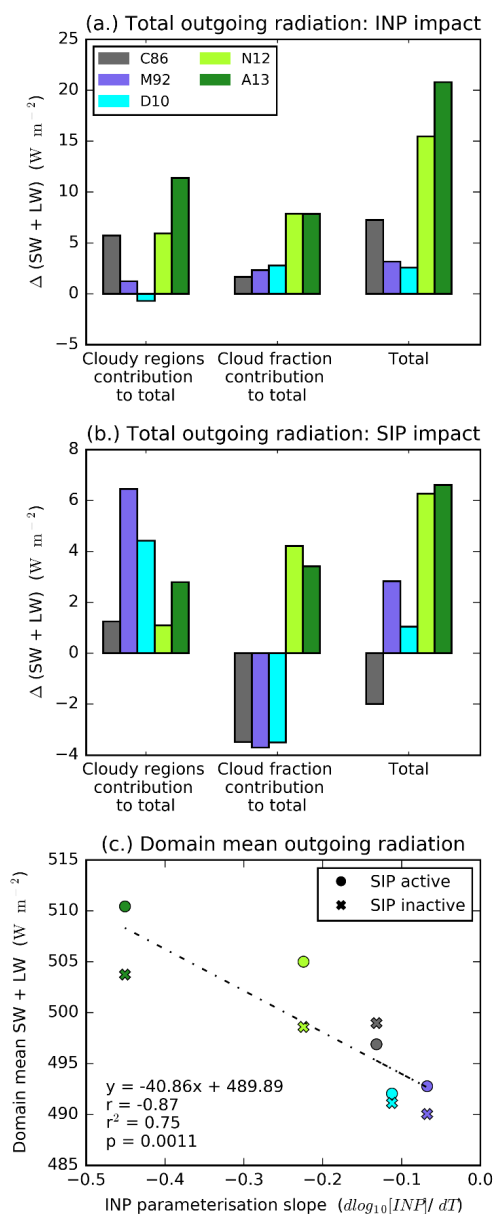 (a.) Total outgoing radiation: INP impact
25
20
15
10
5
0
−5
Δ (SW + LW) (W m⁻²)
C86
M92
D10
N12
A13
Cloudy regions
contribution
to total
Cloud fraction
contribution
to total
Total
(b.) Total outgoing radiation: SIP impact
8
6
4
2
0
−2
−4
Δ (SW + LW) (W m⁻²)
Cloudy regions
contribution
to total
Cloud fraction
contribution
to total
Total
(c.) Domain mean outgoing radiation
515
510
505
500
495
490
485
Domain mean SW + LW (W m⁻²)
SIP active
SIP inactive
y = -40.86x + 489.89
r = -0.87
r² = 0.75
p = 0.0011
−0.5
−0.4
−0.3
−0.2
−0.1
0.0
INP parameterisation slope (dlog₁₀[INP]/ dT)